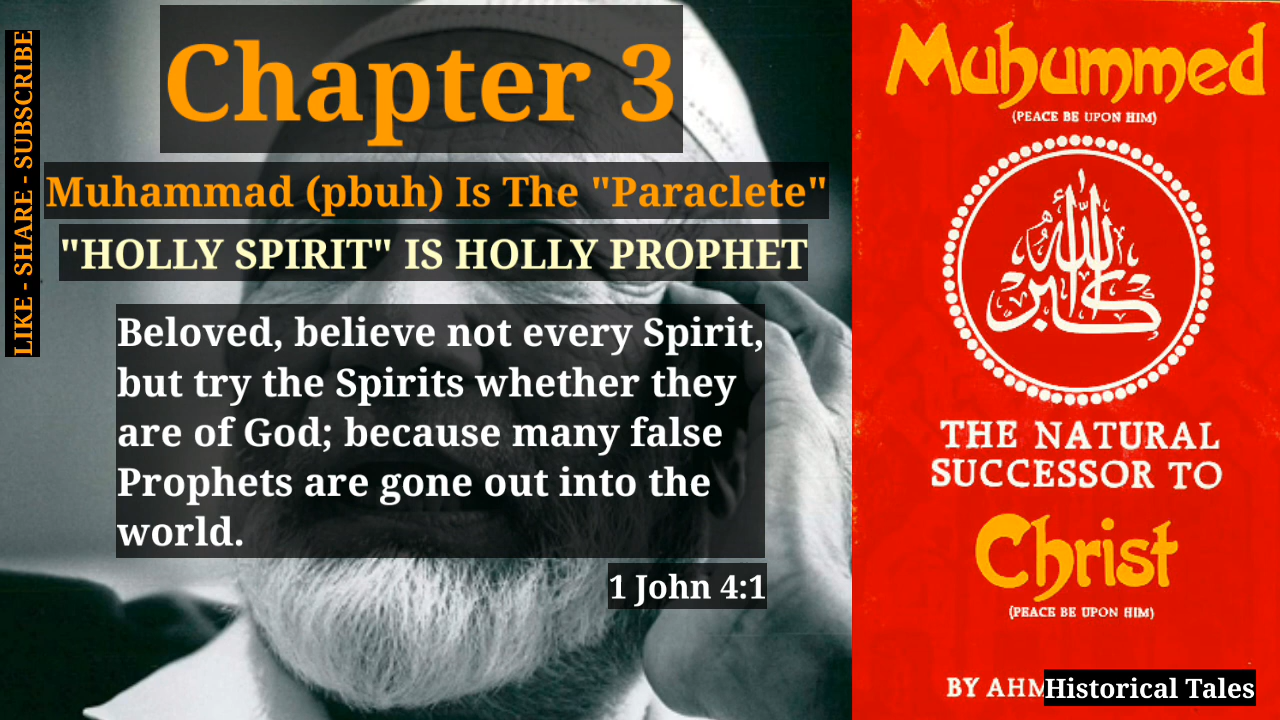 LIKE - SHARE - SUBSCRIBE
Chapter 3
Muhammad (pbuh) Is The "Paraclete"
"HOLLY SPIRIT" IS HOLLY PROPHET
Beloved, believe not every Spirit,
but try the Spirits whether they
are of God; because many false
Prophets are gone out into the
world.
1 John 4:1
Muhummed
(PEACE BE UPON HIM)
الله أكبر
THE NATURAL
SUCCESSOR TO
Christ
(PEACE BE UPON HIM)
BY AHM
Historical Tales